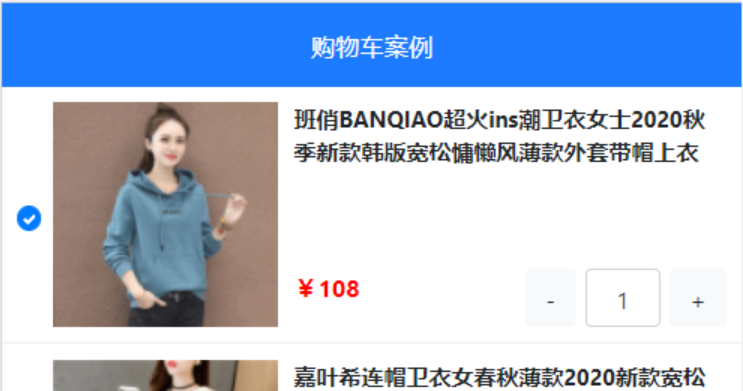 购物车案例
班俏BANQIAO超火ins潮卫衣女士2020秋
季新款韩版宽松慵懒风薄款外套带帽上衣
￥108
- 1 +
嘉叶希连帽卫衣女春秋薄款2020新款宽松